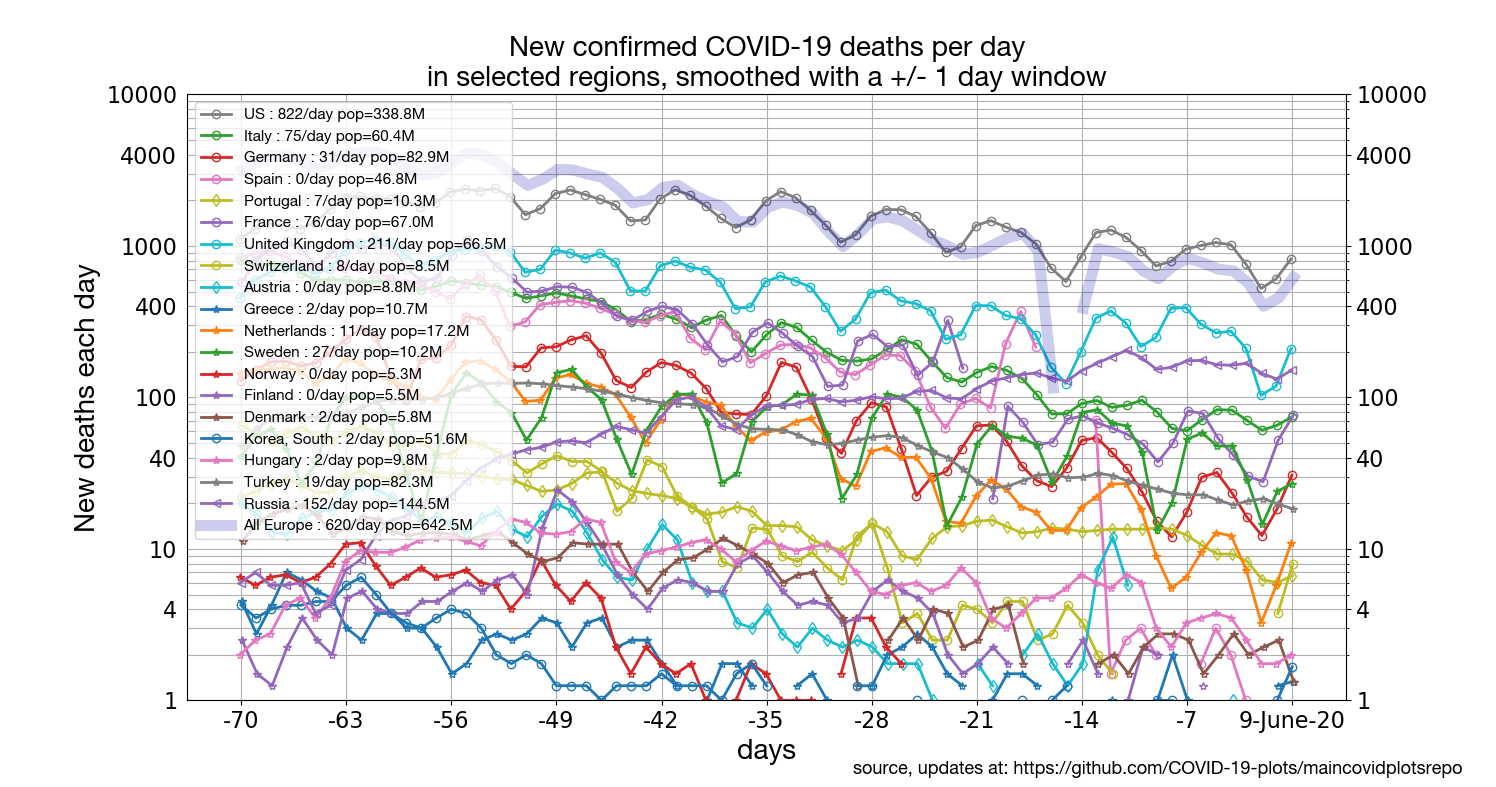 New confirmed COVID-19 deaths per day
in selected regions, smoothed with a +/- 1 day window
New deaths each day
10000
4000
1000
400
100
40
10
4
1
US : 822/day pop=338.8M
Italy : 75/day pop=60.4M
Germany : 31/day pop=82.9M
Spain : 0/day pop=46.8M
Portugal : 7/day pop=10.3M
France : 76/day pop=67.0M
United Kingdom : 211/day pop=66.5M
Switzerland : 8/day pop=8.5M
Austria : 0/day pop=8.8M
Greece : 2/day pop=10.7M
Netherlands : 11/day pop=17.2M
Sweden : 27/day pop=10.2M
Norway : 0/day pop=5.3M
Finland : 0/day pop=5.5M
Denmark : 2/day pop=5.8M
Korea, South : 2/day pop=51.6M
Hungary : 2/day pop=9.8M
Turkey : 19/day pop=82.3M
Russia : 152/day pop=144.5M
All Europe : 620/day pop=642.5M
10000
4000
1000
400
100
40
10
4
1
-70 -63 -56 -49 -42 -35 -28 -21 -14 -7 9-June-20
days
source, updates at: https://github.com/COVID-19-plots/maincovidplotsrepo